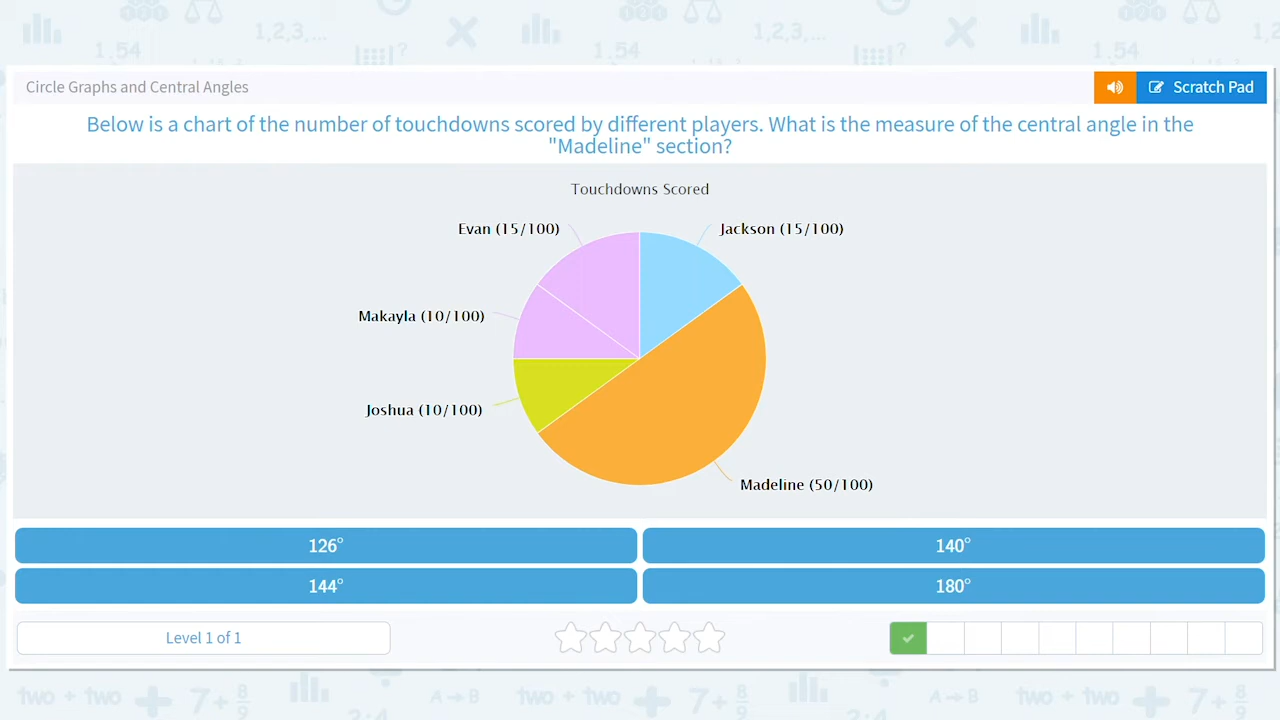 Circle Graphs and Central Angles
Scratch Pad
Below is a chart of the number of touchdowns scored by different players. What is the measure of the central angle in the
"Madeline" section?
Touchdowns Scored
Evan (15/100)
Jackson (15/100)
Makayla (10/100)
Joshua (10/100)
Madeline (50/100)
126°
140°
144°
180°
Level 1 of 1